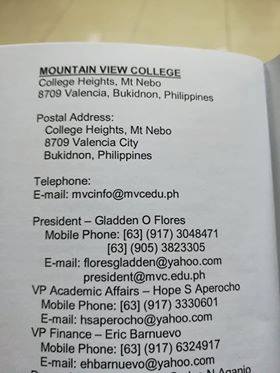 MOUNTAIN VIEW COLLEGE
College Heights, Mt Nebo
8709 Valencia, Bukidnon, Philippines
Postal Address:
College Heights, Mt Nebo
8709 Valencia City
Bukidnon, Philippines
Telephone:
E-mail: mvcinfo@mvcedu.ph
President – Gladden O Flores
Mobile Phone: [63] (917) 3048471
[63] (905) 3823305
E-mail: floresgladden@yahoo.com
president@mvc.edu.ph
VP Academic Affairs – Hope S Aperocho
Mobile Phone: [63] (917) 3330601
E-mail: hsaperocho@yahoo.com
VP Finance – Eric Barnuevo
Mobile Phone: [63] (917) 6324917
E-mail: ehbarnuevo@yahoo.com